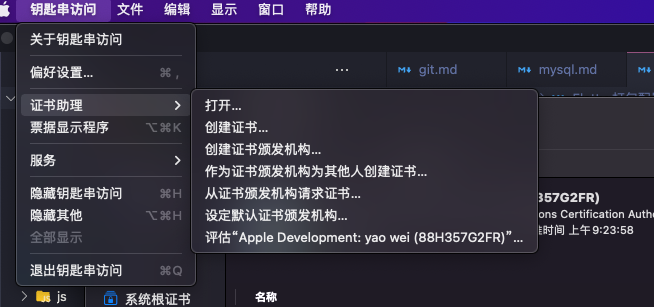 钥匙串访问 文件 编辑 显示 窗口 帮助
关于钥匙串访问
偏好设置... ⌘ ,
证书助理
票据显示程序 ⌥⌘K
服务
隐藏钥匙串访问 ⌘H
隐藏其他 ⌥⌘H
全部显示
退出钥匙串访问 ⌘Q
打开...
创建证书...
创建证书颁发机构...
作为证书颁发机构为其他人创建证书...
从证书颁发机构请求证书...
设定默认证书颁发机构...
评估“Apple Development: yao wei (88H357G2FR)”...
... git.md mysql.md
357G2FR)
ons Certification Autho
时间 上午9:23:58
名称
js
系统根证书